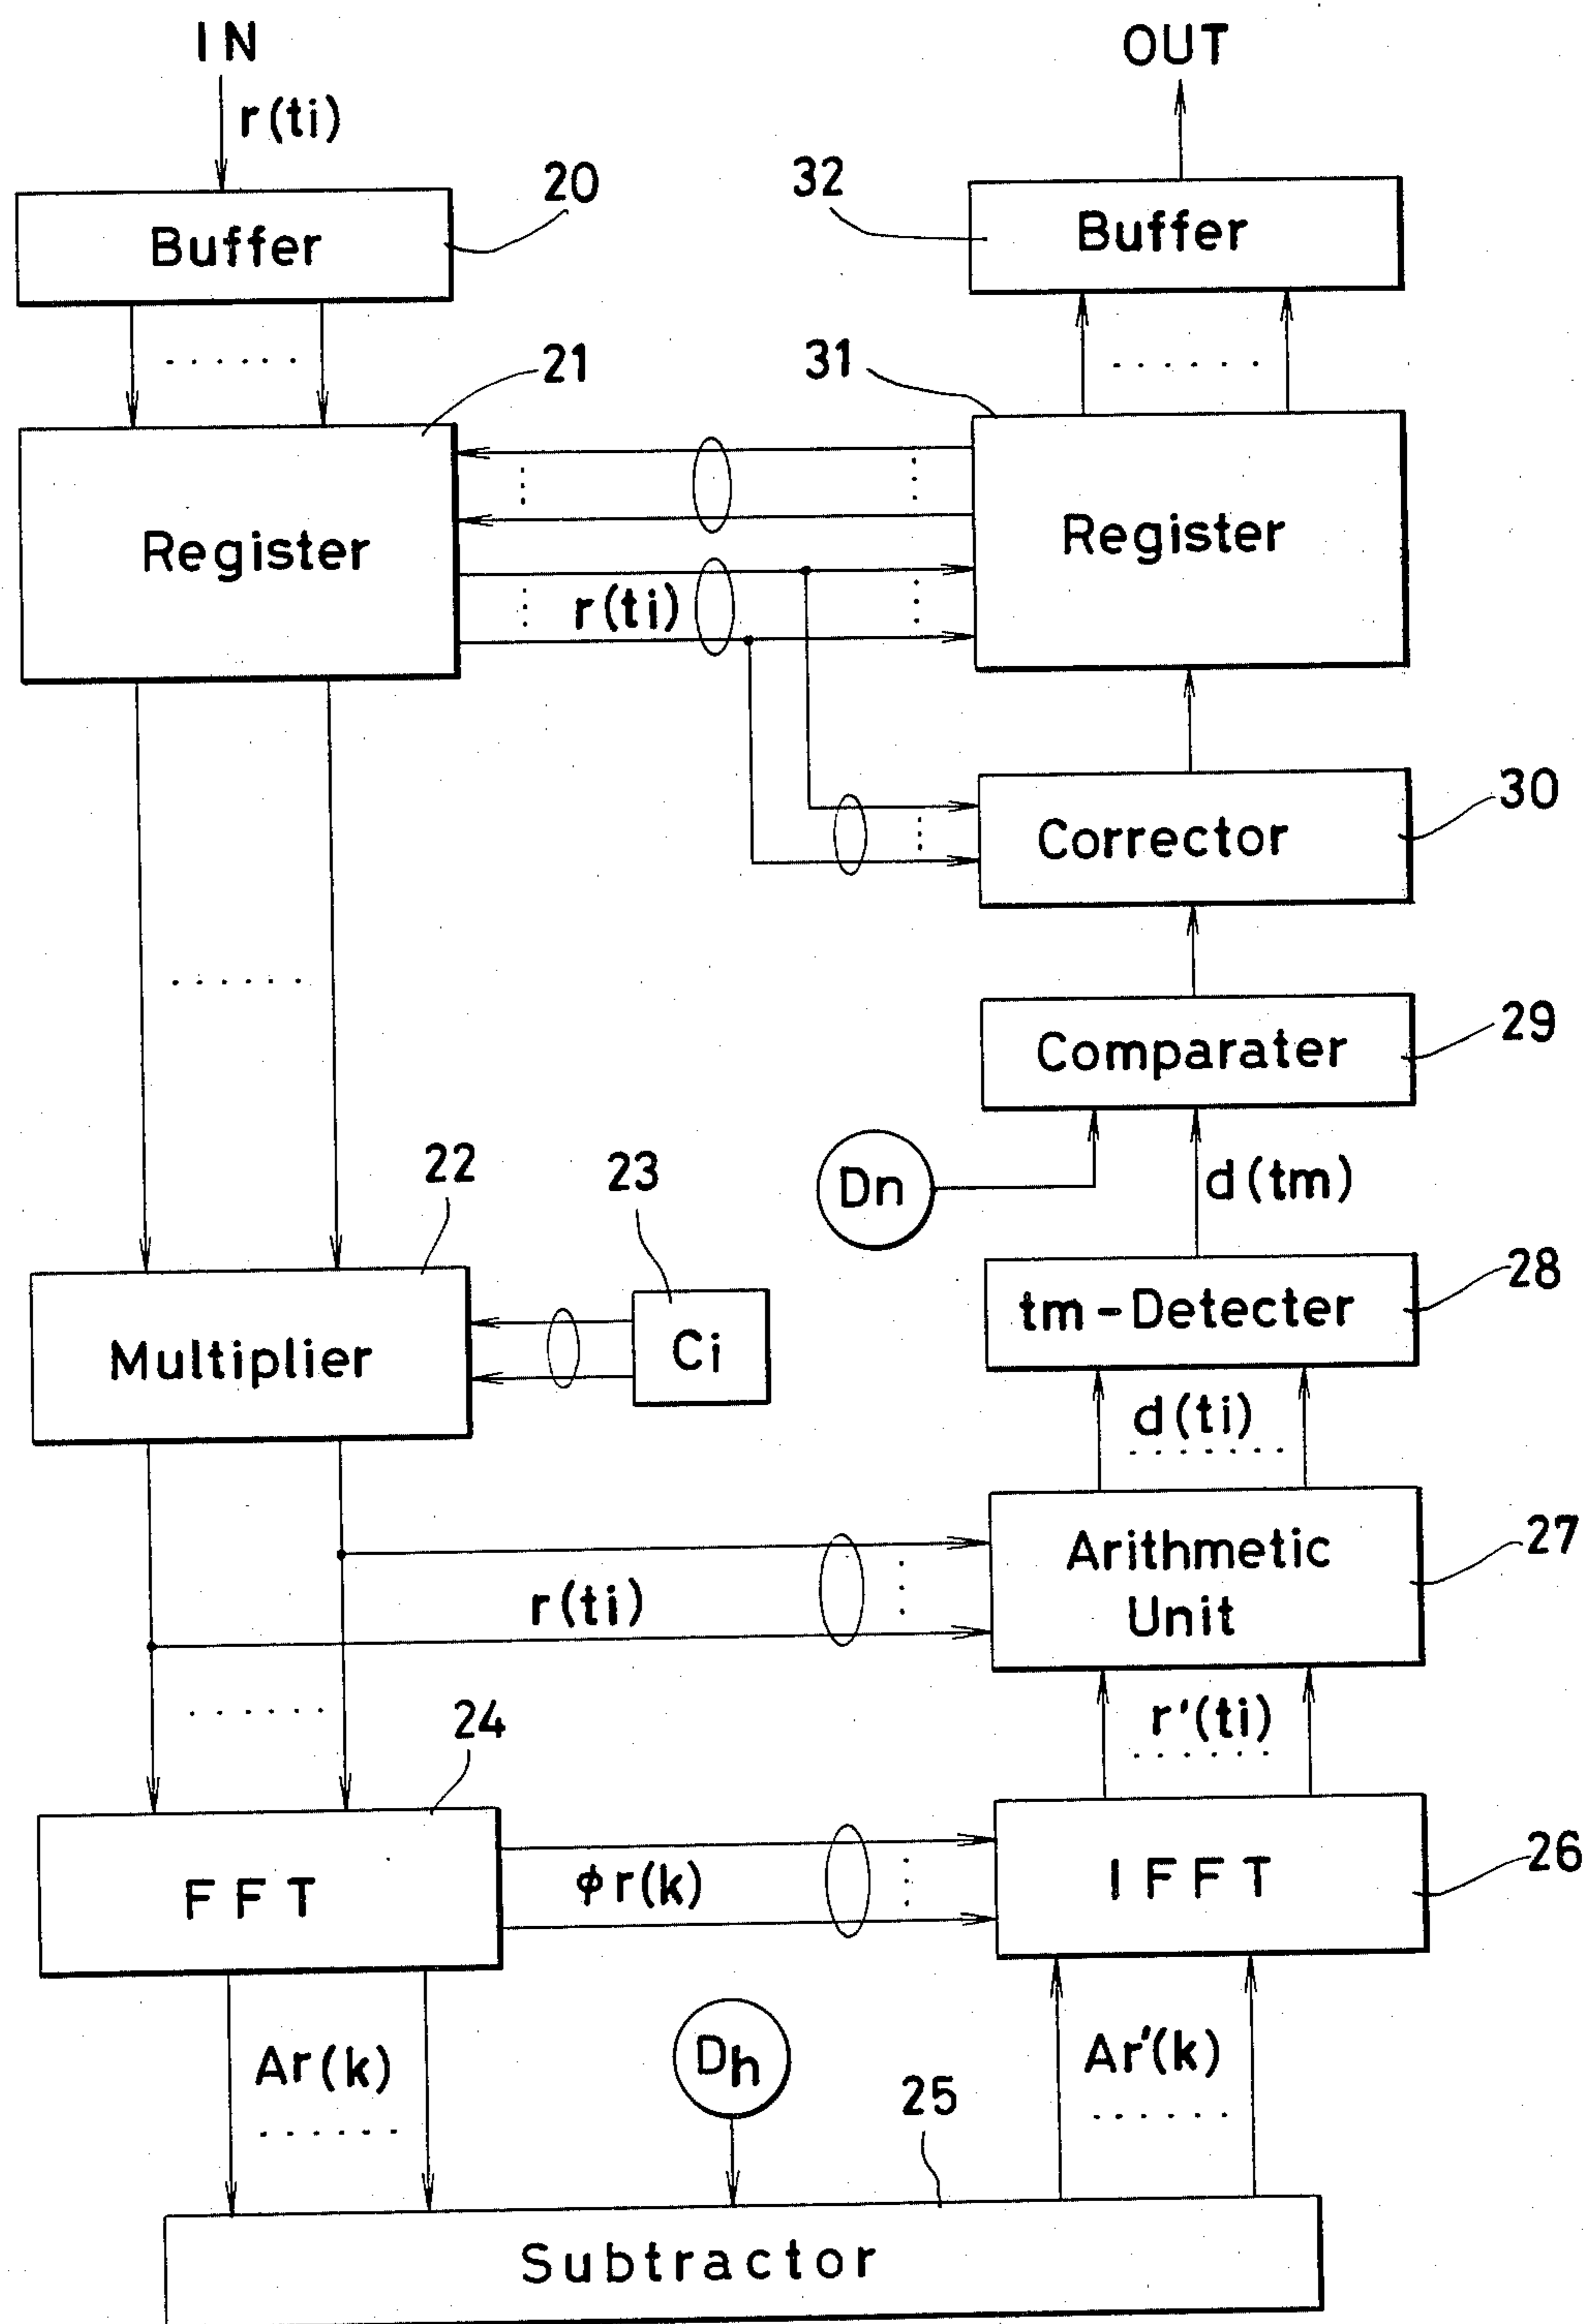 IN
OUT
r(ti)
20
32
Buffer
Buffer
21
31
Register
Register
r(ti)
30
Corrector
29
Comparater
22
23
Dn
d(tm)
28
tm-Detecter
Multiplier
Ci
d(ti)
27
Arithmetic
Unit
r(ti)
r'(ti)
24
26
FFT
ϕr(k)
IFFT
Ar(k)
Dh
Ar'(k)
25
Subtractor